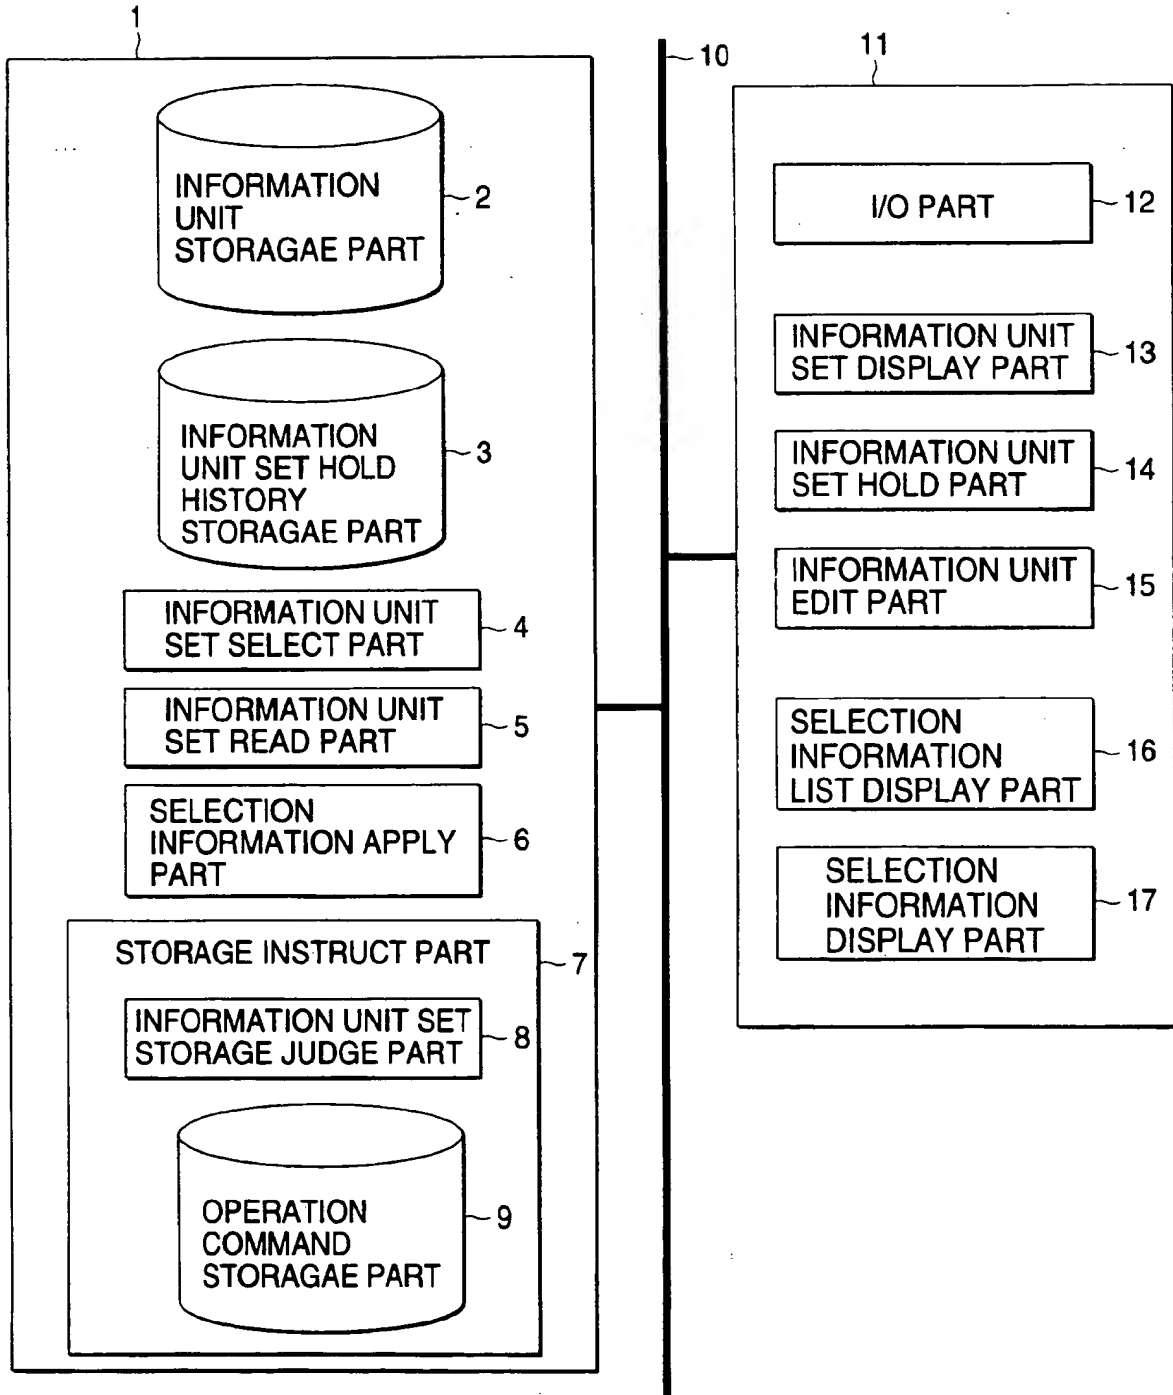 1
INFORMATION
UNIT
STORAGAE PART
2
INFORMATION
UNIT SET HOLD
HISTORY
STORAGAE PART
3
INFORMATION UNIT
SET SELECT PART
4
INFORMATION UNIT
SET READ PART
5
SELECTION
INFORMATION APPLY
PART
6
STORAGE INSTRUCT PART
7
INFORMATION UNIT SET
STORAGE JUDGE PART
8
OPERATION
COMMAND
STORAGAE PART
9
10
11
I/O PART
12
INFORMATION UNIT
SET DISPLAY PART
13
INFORMATION UNIT
SET HOLD PART
14
INFORMATION UNIT
EDIT PART
15
SELECTION
INFORMATION
LIST DISPLAY PART
16
SELECTION
INFORMATION
DISPLAY PART
17